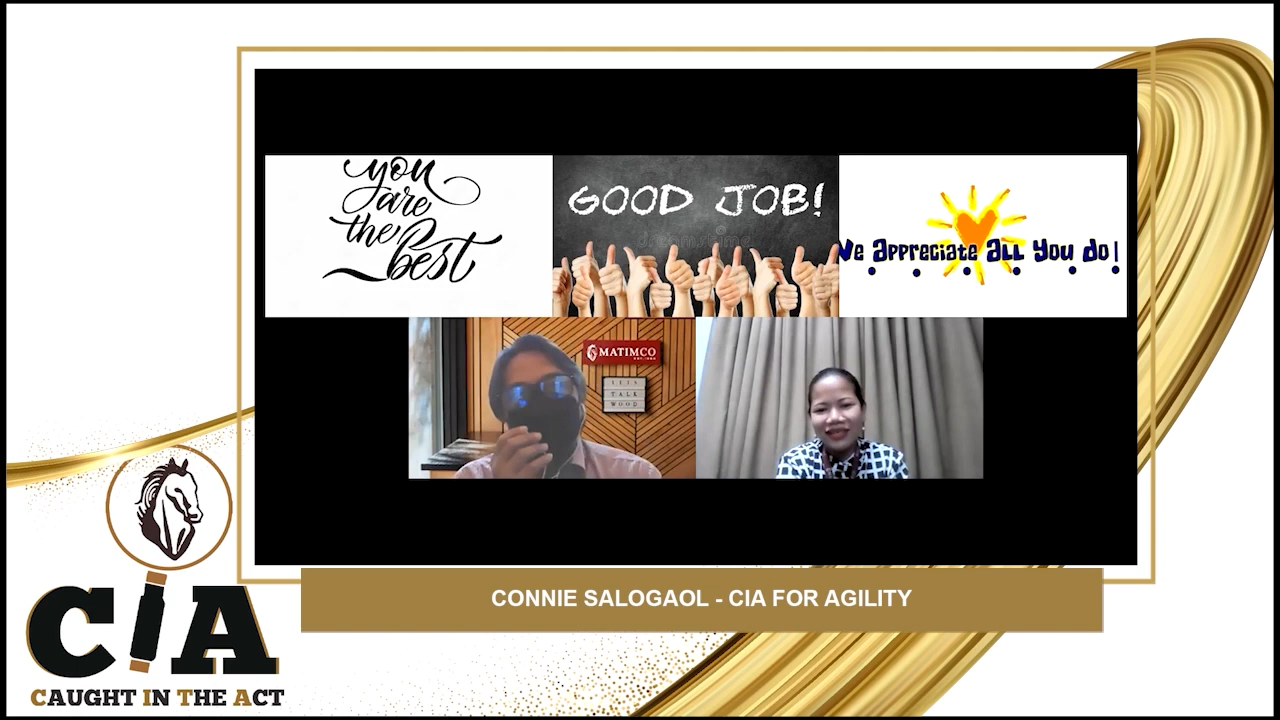 you
are
the
best
GOOD JOB!
We Appreciate All You do!
MATIMCO
LETS
TALK
WOOD
CONNIE SALOGAOL - CIA FOR AGILITY
CIA
CAUGHT IN THE ACT